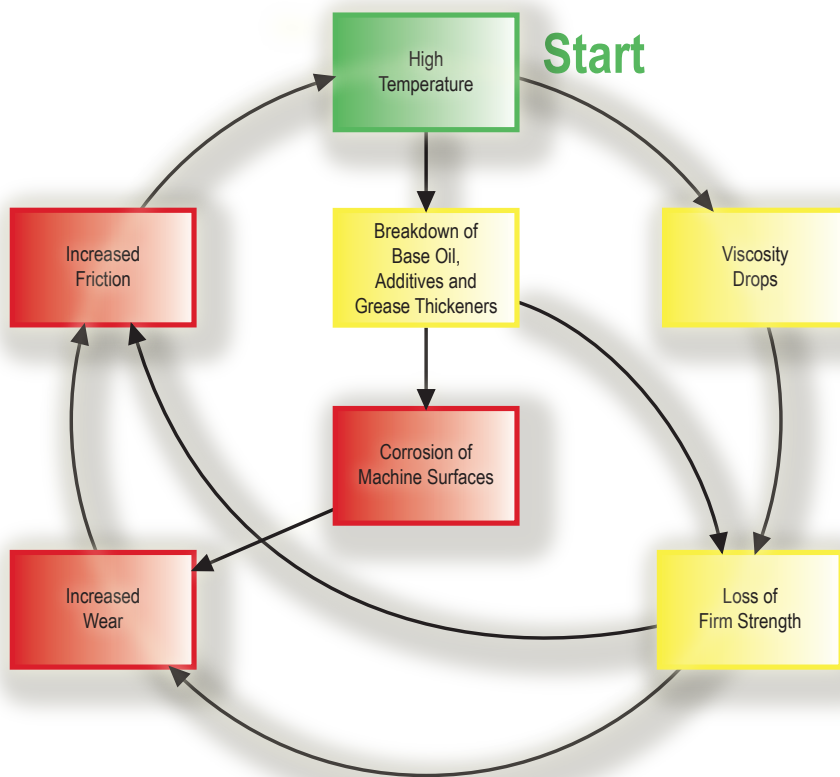 High
Temperature
Start
Increased
Friction
Breakdown of
Base Oil,
Additives and
Grease Thickeners
Viscosity
Drops
Corrosion of
Machine Surfaces
Increased
Wear
Loss of
Firm Strength